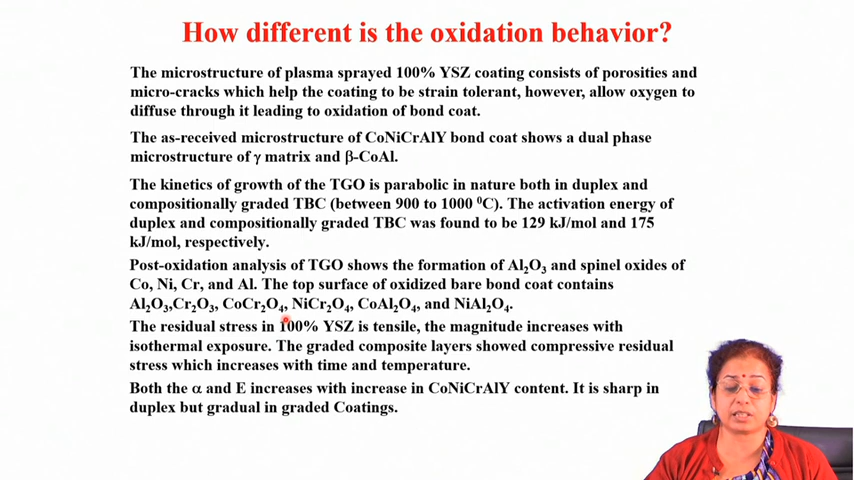 How different is the oxidation behavior?
The microstructure of plasma sprayed 100% YSZ coating consists of porosities and
micro-cracks which help the coating to be strain tolerant, however, allow oxygen to
diffuse through it leading to oxidation of bond coat.
The as-received microstructure of CoNiCrAlY bond coat shows a dual phase
microstructure of γ matrix and β-CoAl.
The kinetics of growth of the TGO is parabolic in nature both in duplex and
compositionally graded TBC (between 900 to 1000 ⁰C). The activation energy of
duplex and compositionally graded TBC was found to be 129 kJ/mol and 175
kJ/mol, respectively.
Post-oxidation analysis of TGO shows the formation of Al₂O₃ and spinel oxides of
Co, Ni, Cr, and Al. The top surface of oxidized bare bond coat contains
Al₂O₃,Cr₂O₃, CoCr₂O₄, NiCr₂O₄, CoAl₂O₄, and NiAl₂O₄.
The residual stress in 100% YSZ is tensile, the magnitude increases with
isothermal exposure. The graded composite layers showed compressive residual
stress which increases with time and temperature.
Both the α and E increases with increase in CoNiCrAlY content. It is sharp in
duplex but gradual in graded Coatings.